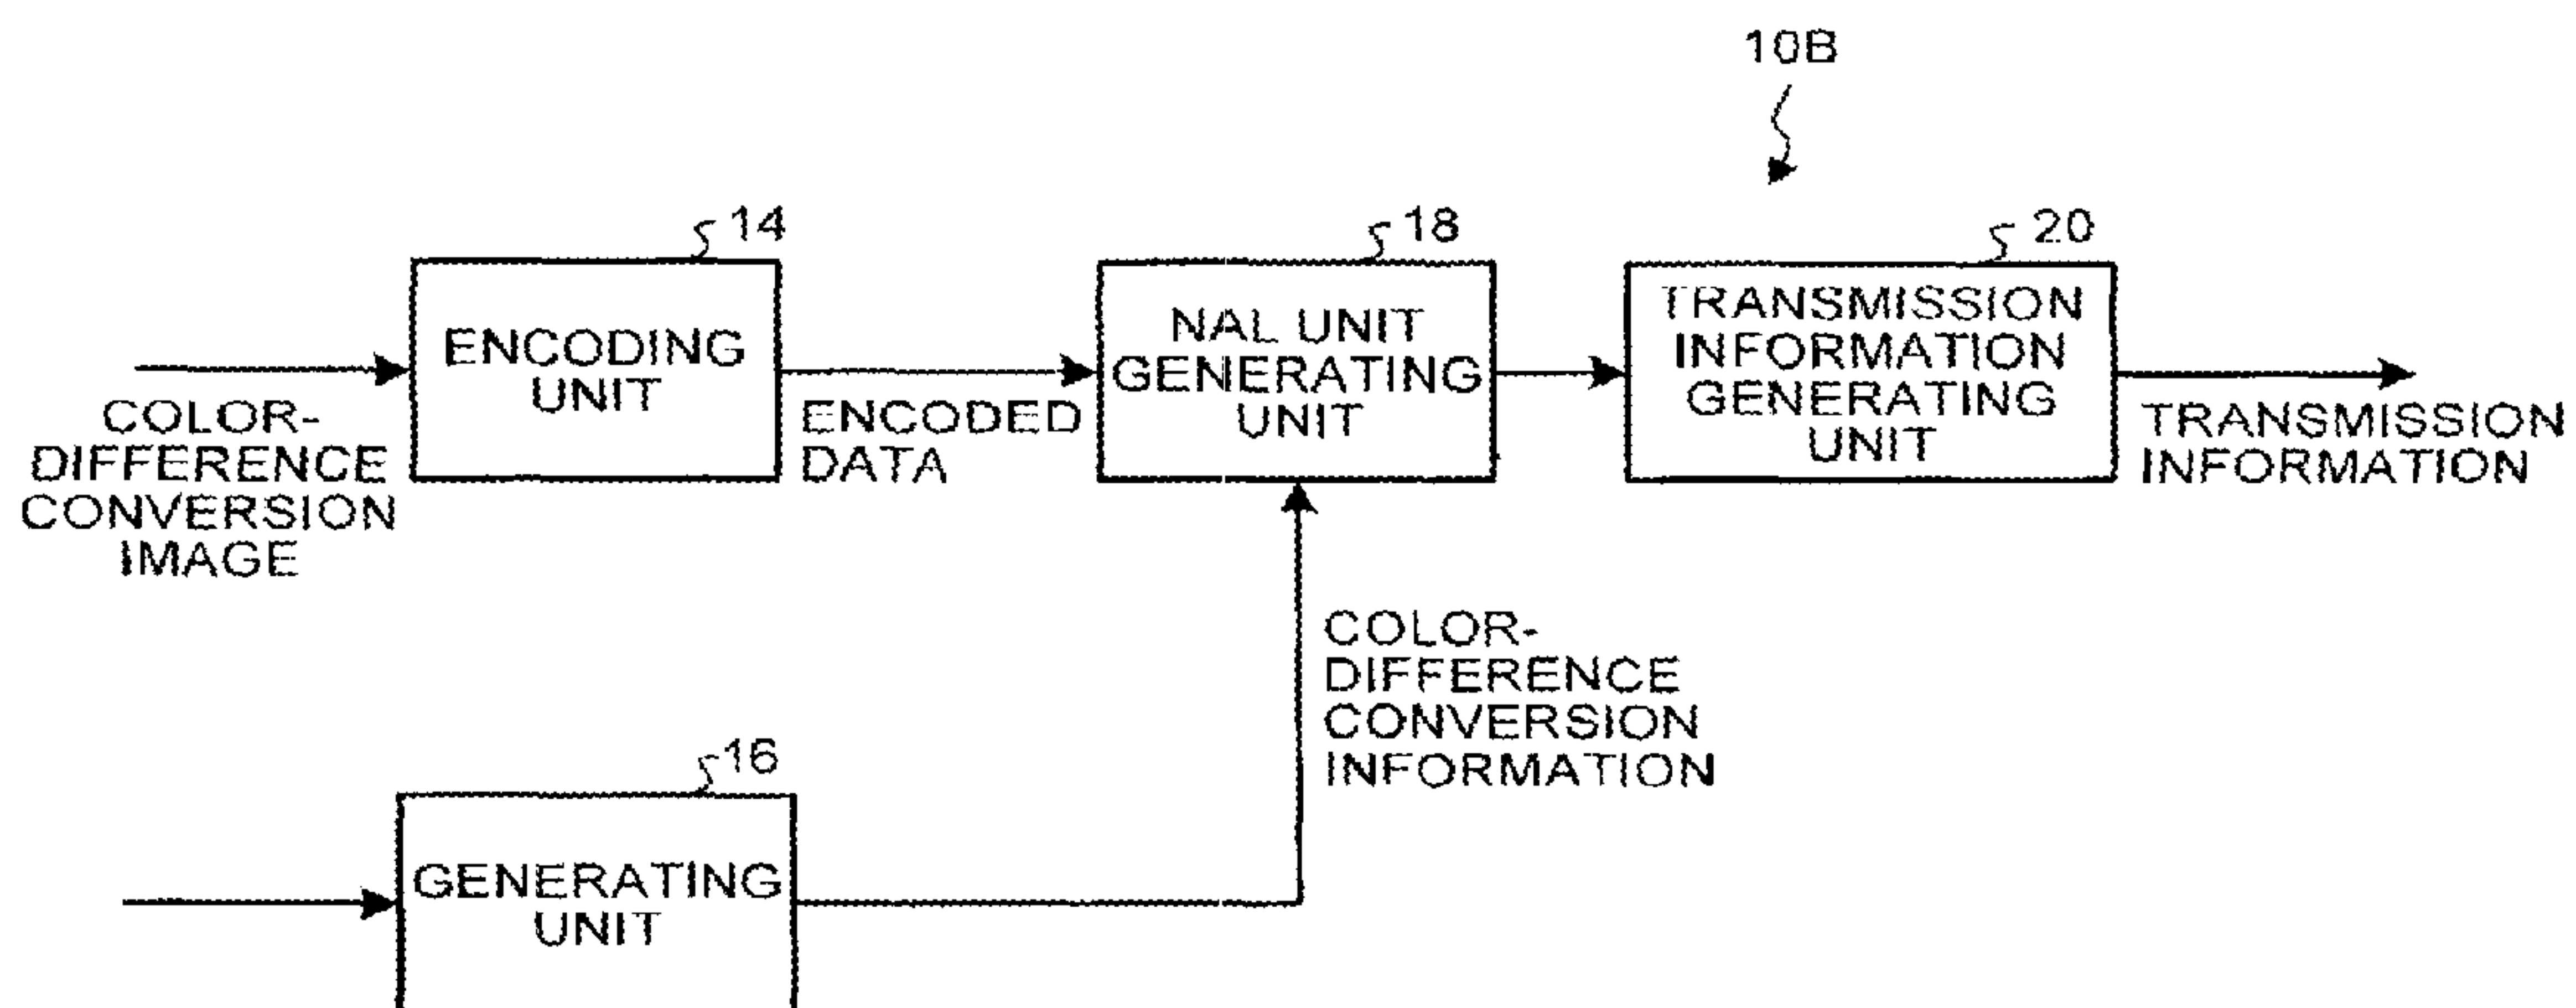 10B
14
18
20
ENCODING
UNIT
NAL UNIT
GENERATING
UNIT
TRANSMISSION
INFORMATION
GENERATING
UNIT
COLOR-
DIFFERENCE
CONVERSION
IMAGE
ENCODED
DATA
TRANSMISSION
INFORMATION
COLOR-
DIFFERENCE
CONVERSION
INFORMATION
16
GENERATING
UNIT